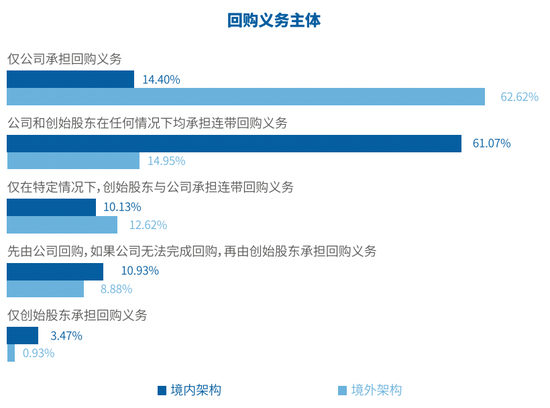 回购义务主体
仅公司承担回购义务
14.40%
62.62%
公司和创始股东在任何情况下均承担连带回购义务
61.07%
14.95%
仅在特定情况下，创始股东与公司承担连带回购义务
10.13%
12.62%
先由公司回购，如果公司无法完成回购，再由创始股东承担回购义务
10.93%
8.88%
仅创始股东承担回购义务
3.47%
0.93%
境内架构
境外架构